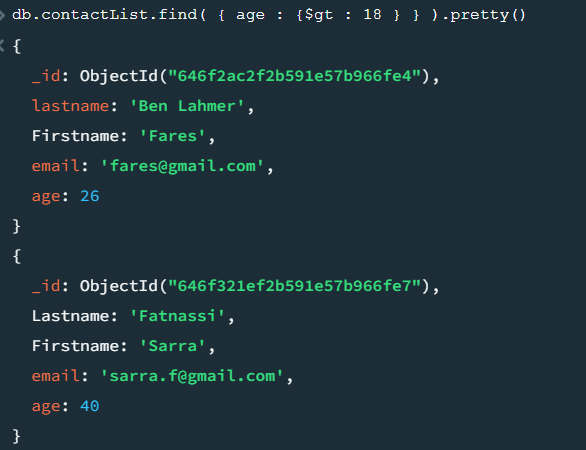 db.contactList.find( { age : {$gt : 18 } } ).pretty()
{
_id: ObjectId("646f2ac2f2b591e57b966fe4"),
lastname: 'Ben Lahmer',
Firstname: 'Fares',
email: 'fares@gmail.com',
age: 26
}
{
_id: ObjectId("646f321ef2b591e57b966fe7"),
Lastname: 'Fatnassi',
Firstname: 'Sarra',
email: 'sarra.f@gmail.com',
age: 40
}